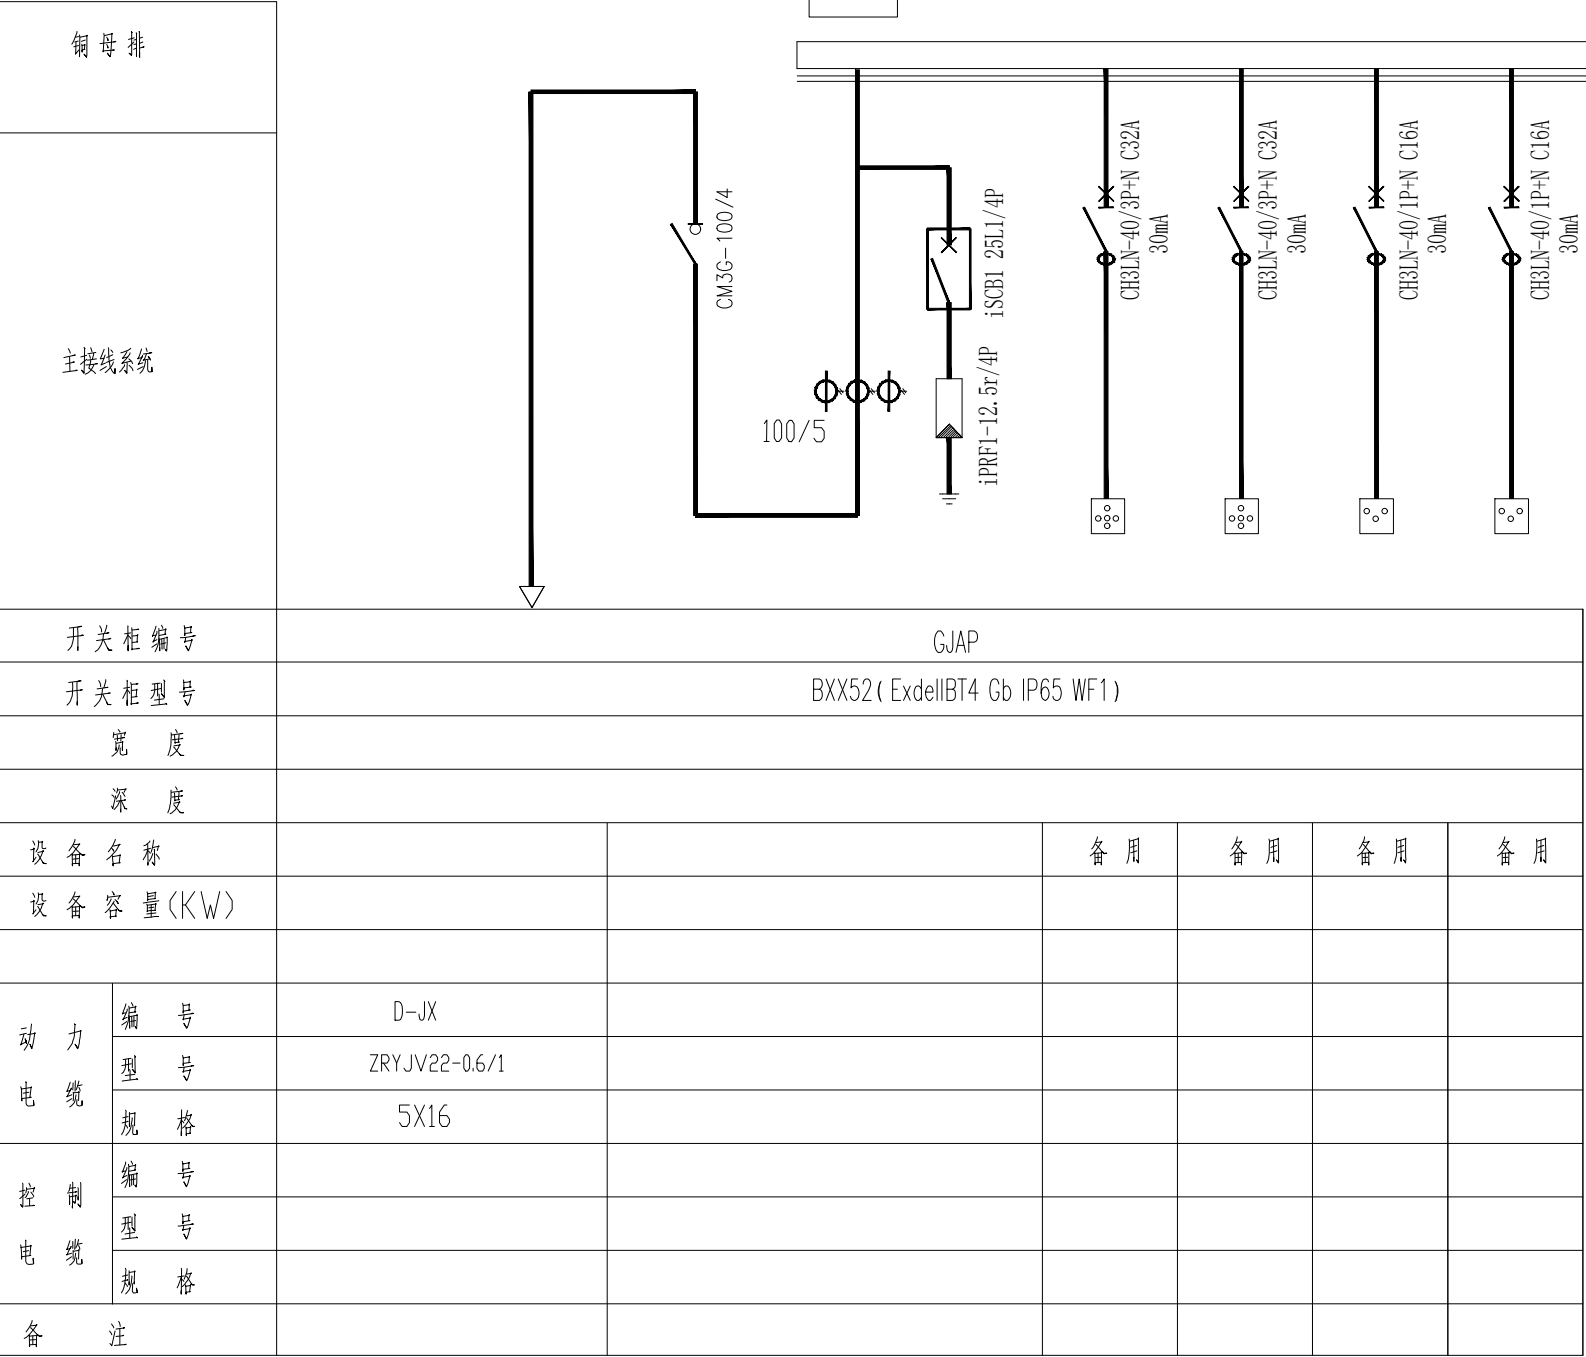 铜母排
主接线系统
CM3G-100/4
100/5
iSCB1 25L1/4P
iPRF1-12.5r/4P
CH3LN-40/3P+N C32A
30mA
CH3LN-40/3P+N C32A
30mA
CH3LN-40/1P+N C16A
30mA
CH3LN-40/1P+N C16A
30mA
开关柜编号 GJAP
开关柜型号 BXX52(ExdeIIBT4 Gb IP65 WF1)
宽度
深度
设备名称 备用 备用 备用 备用
设备容量(KW)
动力电缆
编号 D-JX
型号 ZRYJV22-0.6/1
规格 5X16
控制电缆
编号
型号
规格
备注